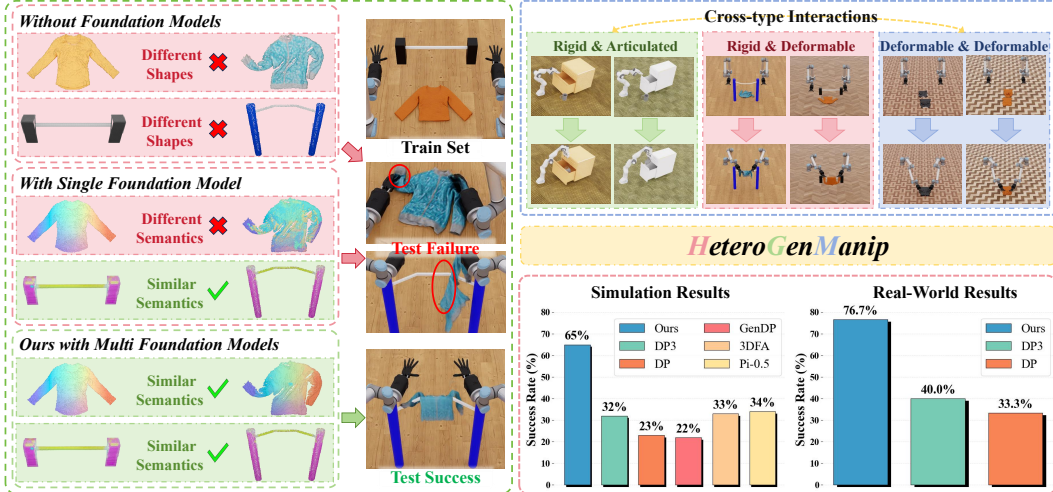 Without Foundation Models
Different
Shapes
Different
Shapes
With Single Foundation Model
Different
Semantics
Similar
Semantics
Ours with Multi Foundation Models
Similar
Semantics
Similar
Semantics
Train Set
Test Failure
Test Success
Cross-type Interactions
Rigid & Articulated
Rigid & Deformable
Deformable & Deformable
HeteroGenManip
Simulation Results
Success Rate (%)
80
70
60
50
40
30
20
10
0
65%
32%
23%
22%
33%
34%
Ours
DP3
DP
GenDP
3DFA
Pi-0.5
Real-World Results
Success Rate (%)
80
70
60
50
40
30
20
10
0
76.7%
40.0%
33.3%
Ours
DP3
DP